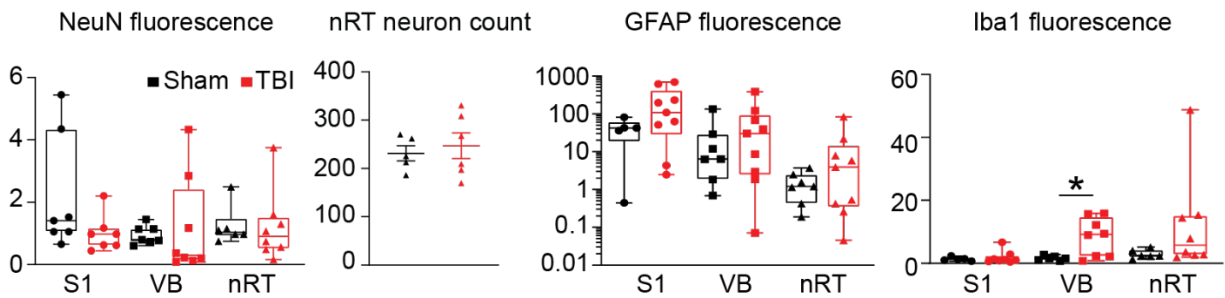 NeuN fluorescence
6
4
2
0
Sham TBI
S1 VB nRT
nRT neuron count
400
300
200
100
0
GFAP fluorescence
1000
100
10
1
0.1
0.01
S1 VB nRT
Iba1 fluorescence
60
40
20
0
*
S1 VB nRT